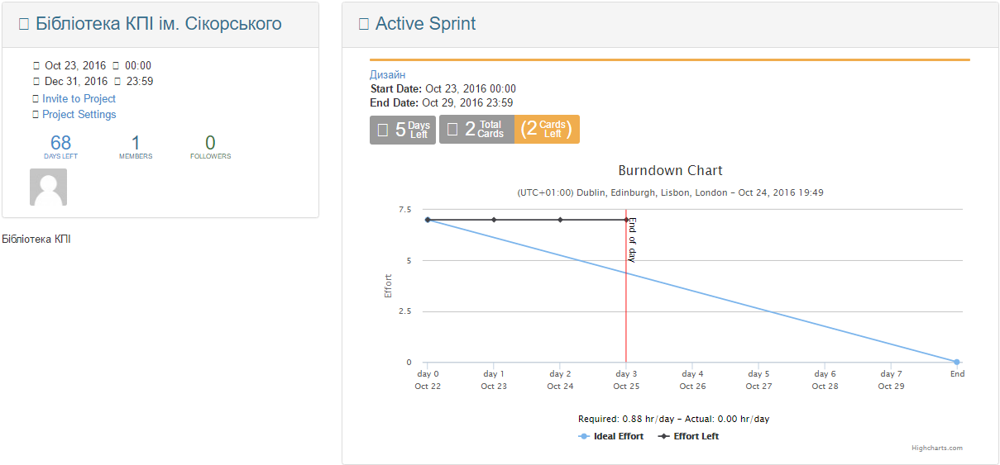 Бібліотека КПІ ім. Сікорського
Oct 23, 2016 00:00
Dec 31, 2016 23:59
Invite to Project
Project Settings
68 1 0
DAYS LEFT MEMBERS FOLLOWERS
Бібліотека КПІ
Active Sprint
Дизайн
Start Date: Oct 23, 2016 00:00
End Date: Oct 29, 2016 23:59
5 Days Left 2 Total Cards (2 Cards Left)
Burndown Chart
(UTC+01:00) Dublin, Edinburgh, Lisbon, London - Oct 24, 2016 19:49
7.5
5
2.5
0
Effort
End of day
day 0 day 1 day 2 day 3 day 4 day 5 day 6 day 7 End
Oct 22 Oct 23 Oct 24 Oct 25 Oct 26 Oct 27 Oct 28 Oct 29
Required: 0.88 hr/day - Actual: 0.00 hr/day
Ideal Effort Effort Left
Highcharts.com